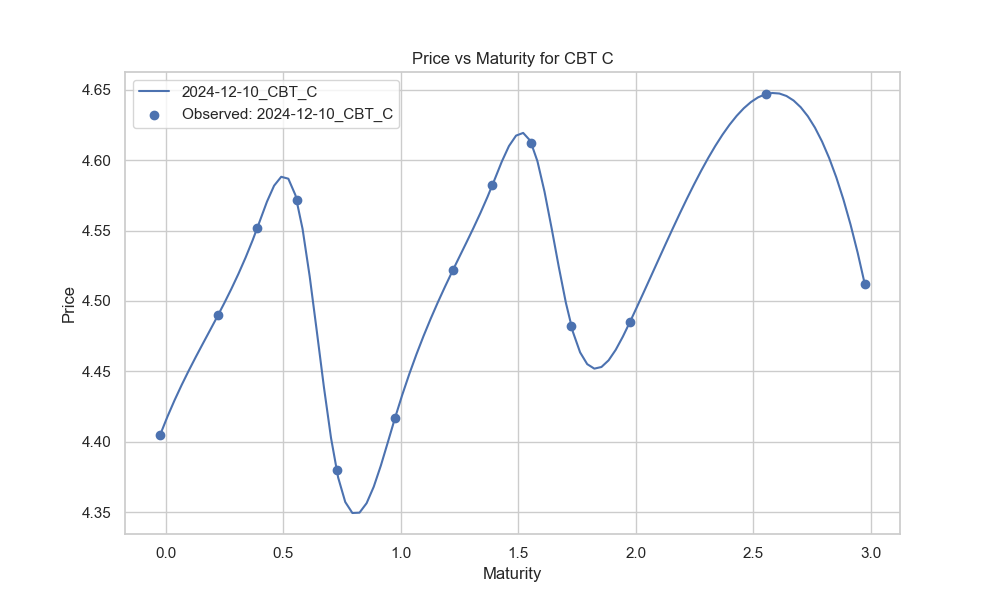 Price vs Maturity for CBT C
2024-12-10_CBT_C
Observed: 2024-12-10_CBT_C
Price
4.65
4.60
4.55
4.50
4.45
4.40
4.35
0.0 0.5 1.0 1.5 2.0 2.5 3.0
Maturity